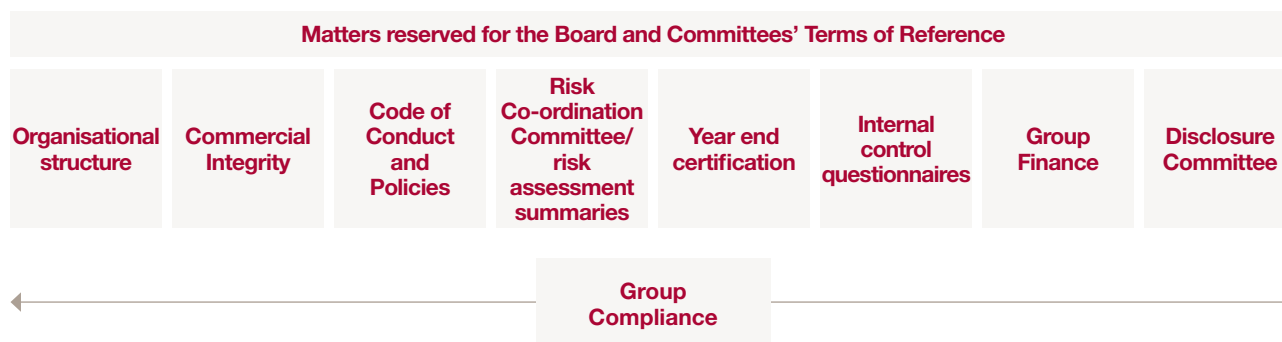 Matters reserved for the Board and Committees’ Terms of Reference
Organisational
structure
Commercial
Integrity
Code of
Conduct
and
Policies
Risk
Co-ordination
Committee/
risk
assessment
summaries
Year end
certification
Internal
control
questionnaires
Group
Finance
Disclosure
Committee
Group
Compliance